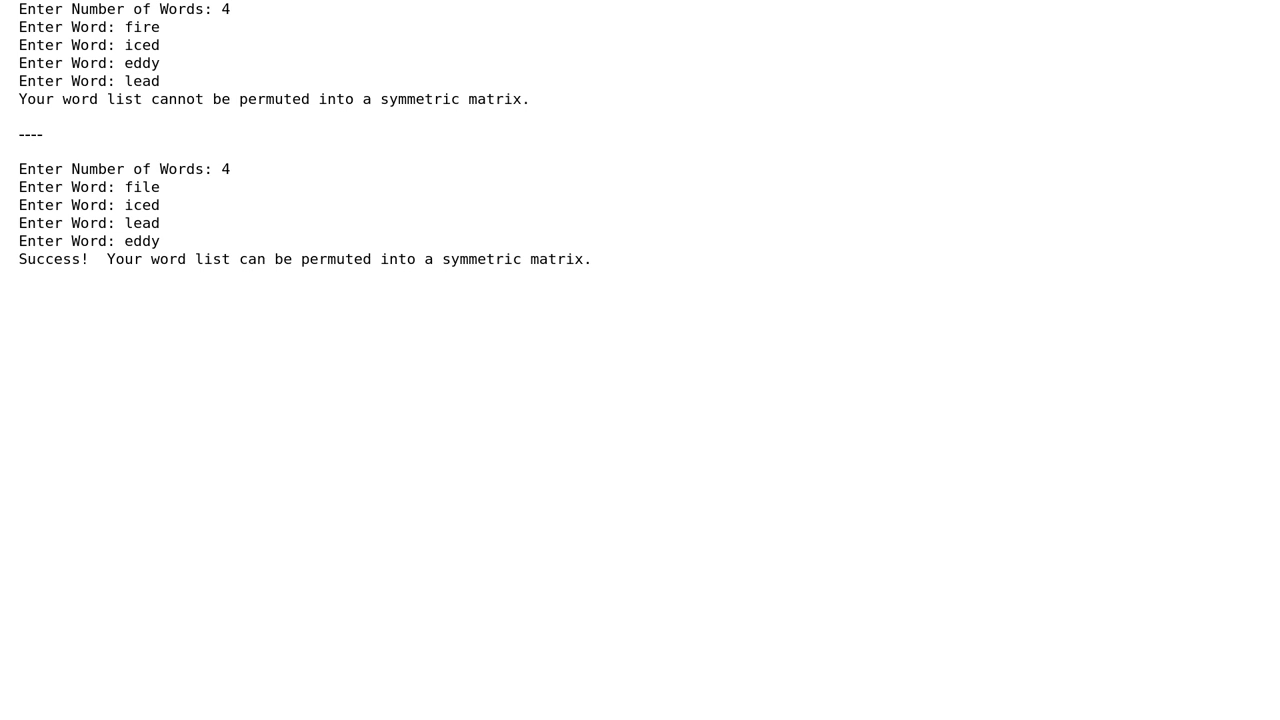 Enter Number of Words: 4
Enter Word: fire
Enter Word: iced
Enter Word: eddy
Enter Word: lead
Your word list cannot be permuted into a symmetric matrix.
----
Enter Number of Words: 4
Enter Word: file
Enter Word: iced
Enter Word: lead
Enter Word: eddy
Success!  Your word list can be permuted into a symmetric matrix.